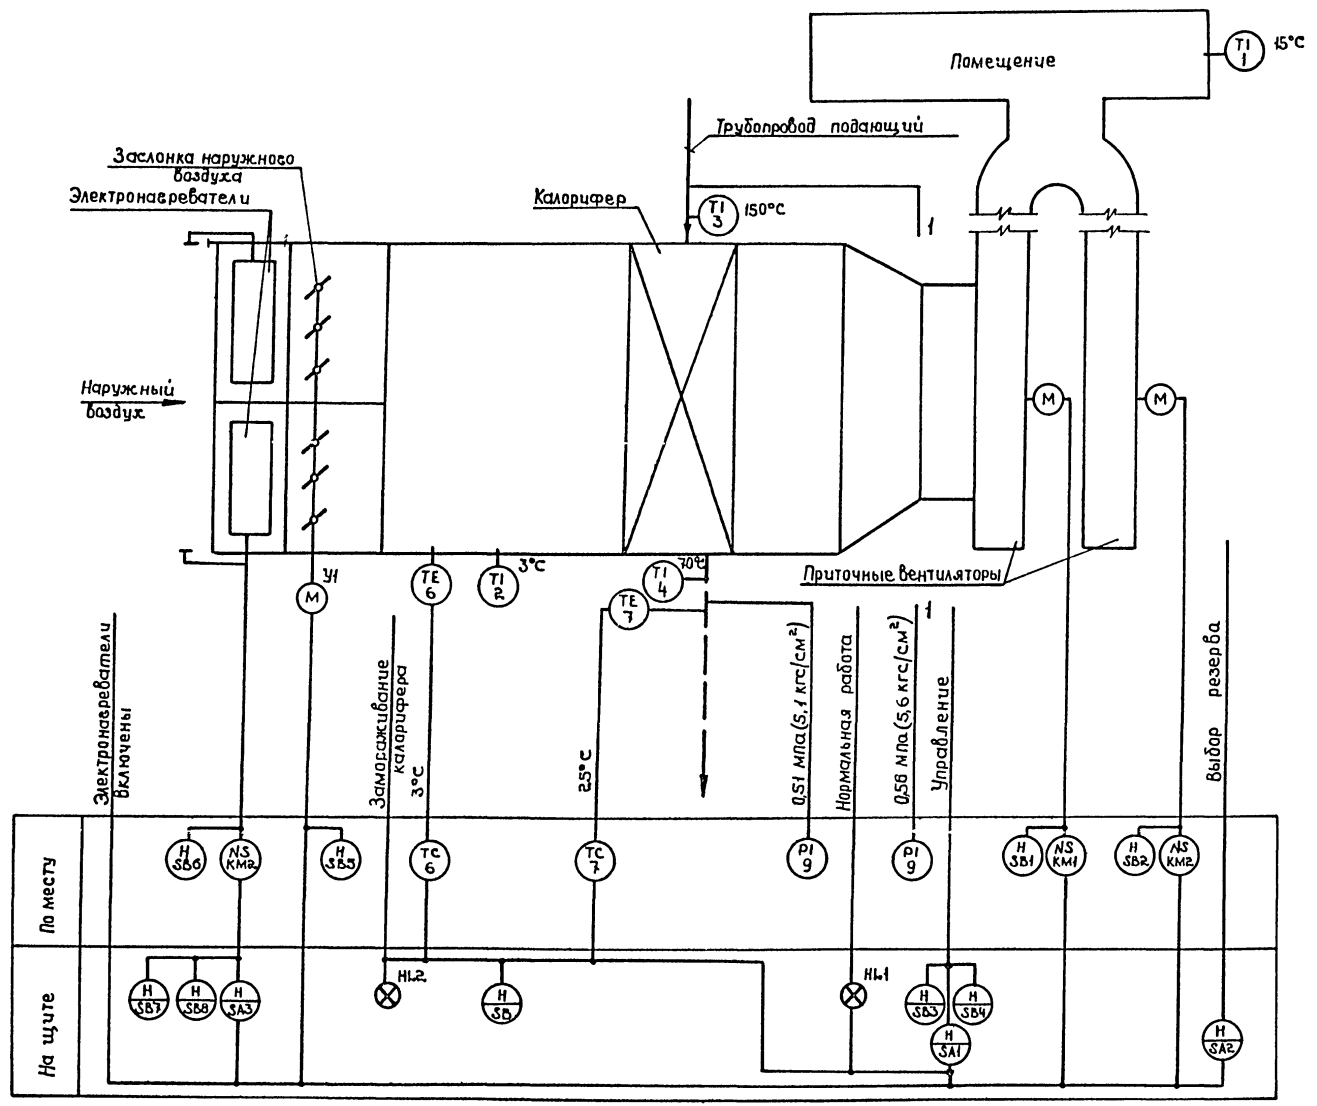 Помещение
TI
1
15°C
Трубопровод подающий
Заслонка наружного
воздуха
Электронагреватели
Калорифер
TI
3
150°C
1
Наружный
воздух
M
M
У1
M
TE
6
TI
2
3°C
70°C
TI
4
TE
7
Приточные вентиляторы
1
Электронагреватели
включены
Замораживание
калорифера
3°C
25°C
0,51 мПа (5,1 кгс/см²)
Нормальная работа
0,56 мПа (5,6 кгс/см²)
Управление
Выбор резерва
По месту
H
SB6
NS
KM2
H
SB5
TC
6
TC
7
PI
9
PI
9
H
SB1
NS
KM1
H
SB2
NS
KM2
На щите
H
SB7
H
SB8
H
SA3
HL2
H
SB
HL1
H
SB3
H
SB4
H
SA1
H
SA2